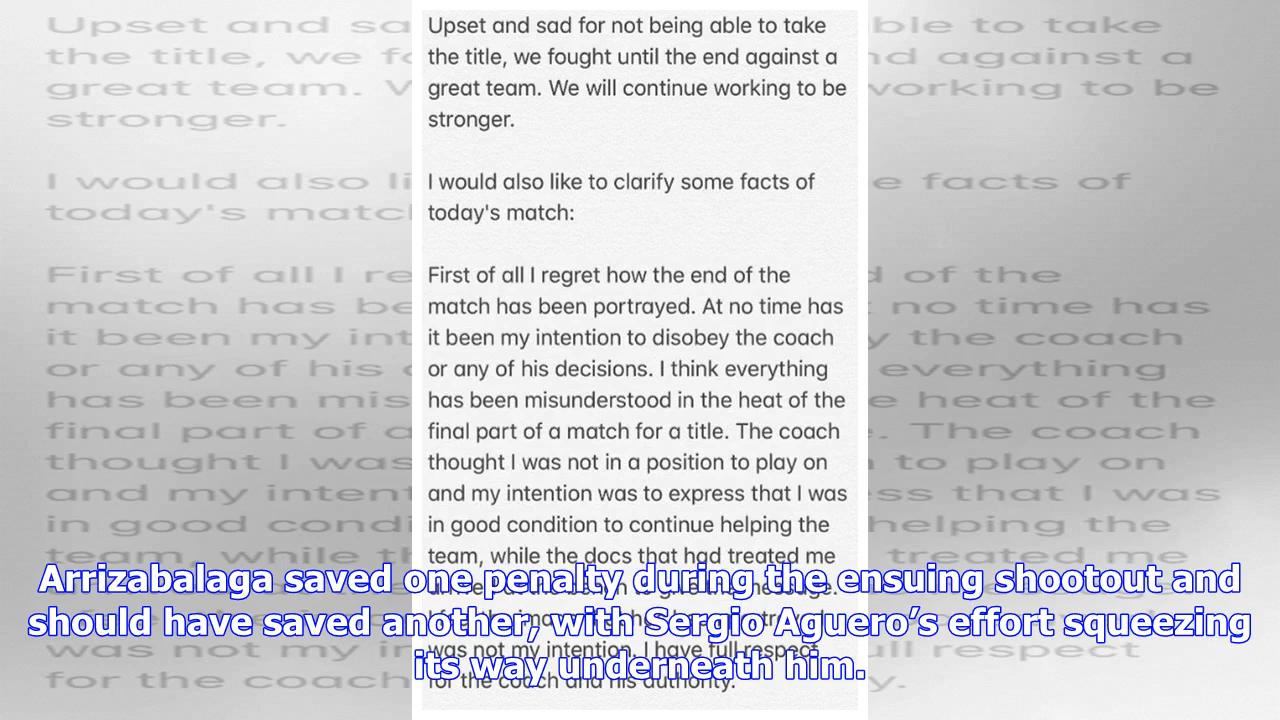 Upset and sad for not being able to take
the title, we fought until the end against a
great team. We will continue working to be
stronger.
I would also like to clarify some facts of
today's match:
First of all I regret how the end of the
match has been portrayed. At no time has
it been my intention to disobey the coach
or any of his decisions. I think everything
has been misunderstood in the heat of the
final part of a match for a title. The coach
thought I was not in a position to play on
and my intention was to express that I was
in good condition to continue helping the
team, while the docs that had treated me
message.
was not my intention. I have full respect
for the coach and his authority.
Arrizabalaga saved one penalty during the ensuing shootout and
should have saved another, with Sergio Aguero’s effort squeezing
its way underneath him.